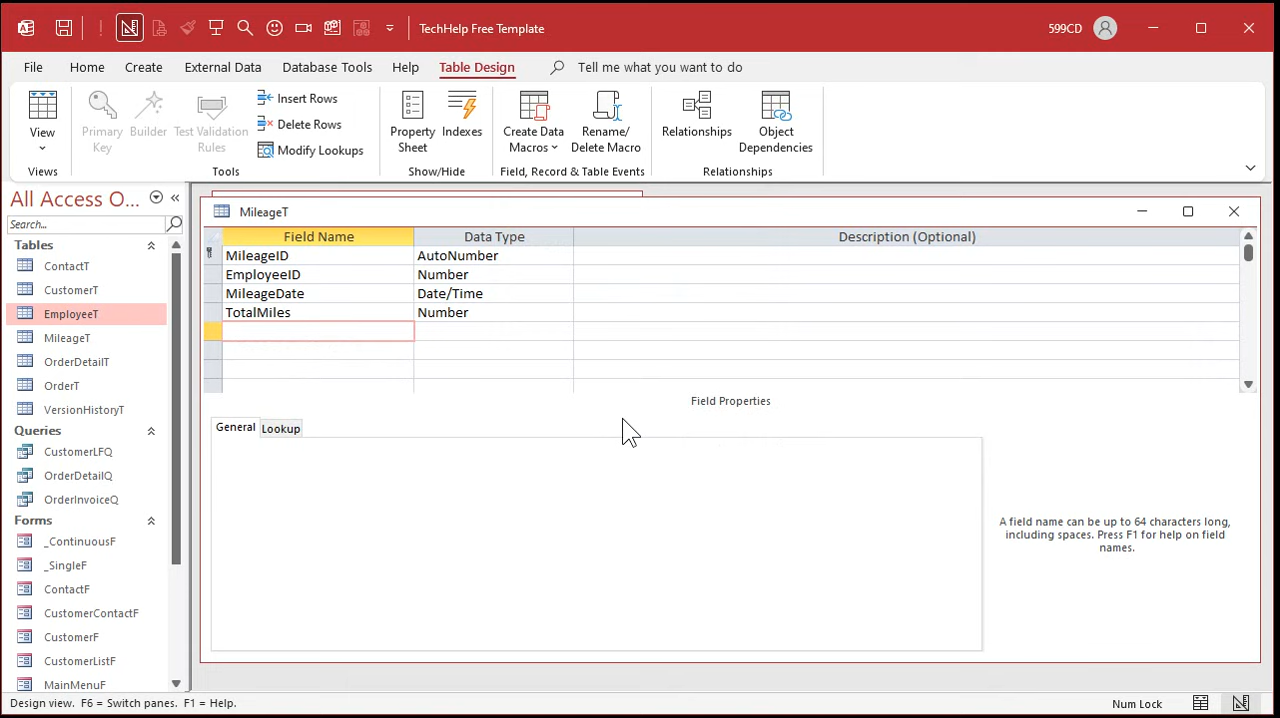 TechHelp Free Template
599CD
File Home Create External Data Database Tools Help Table Design Tell me what you want to do
View
Views
Primary Key
Builder
Test Validation Rules
Insert Rows
Delete Rows
Modify Lookups
Tools
Property Sheet
Indexes
Show/Hide
Create Data Macros
Rename/ Delete Macro
Field, Record & Table Events
Relationships
Object Dependencies
Relationships
All Access O...
Search...
Tables
ContactT
CustomerT
EmployeeT
MileageT
OrderDetailT
OrderT
VersionHistoryT
Queries
CustomerLFQ
OrderDetailQ
OrderInvoiceQ
Forms
_ContinuousF
_SingleF
ContactF
CustomerContactF
CustomerF
CustomerListF
MainMenuF
MileageT
Field Name Data Type Description (Optional)
MileageID AutoNumber
EmployeeID Number
MileageDate Date/Time
TotalMiles Number
Field Properties
General Lookup
A field name can be up to 64 characters long,
including spaces. Press F1 for help on field
names.
Design view. F6 = Switch panes. F1 = Help.
Num Lock